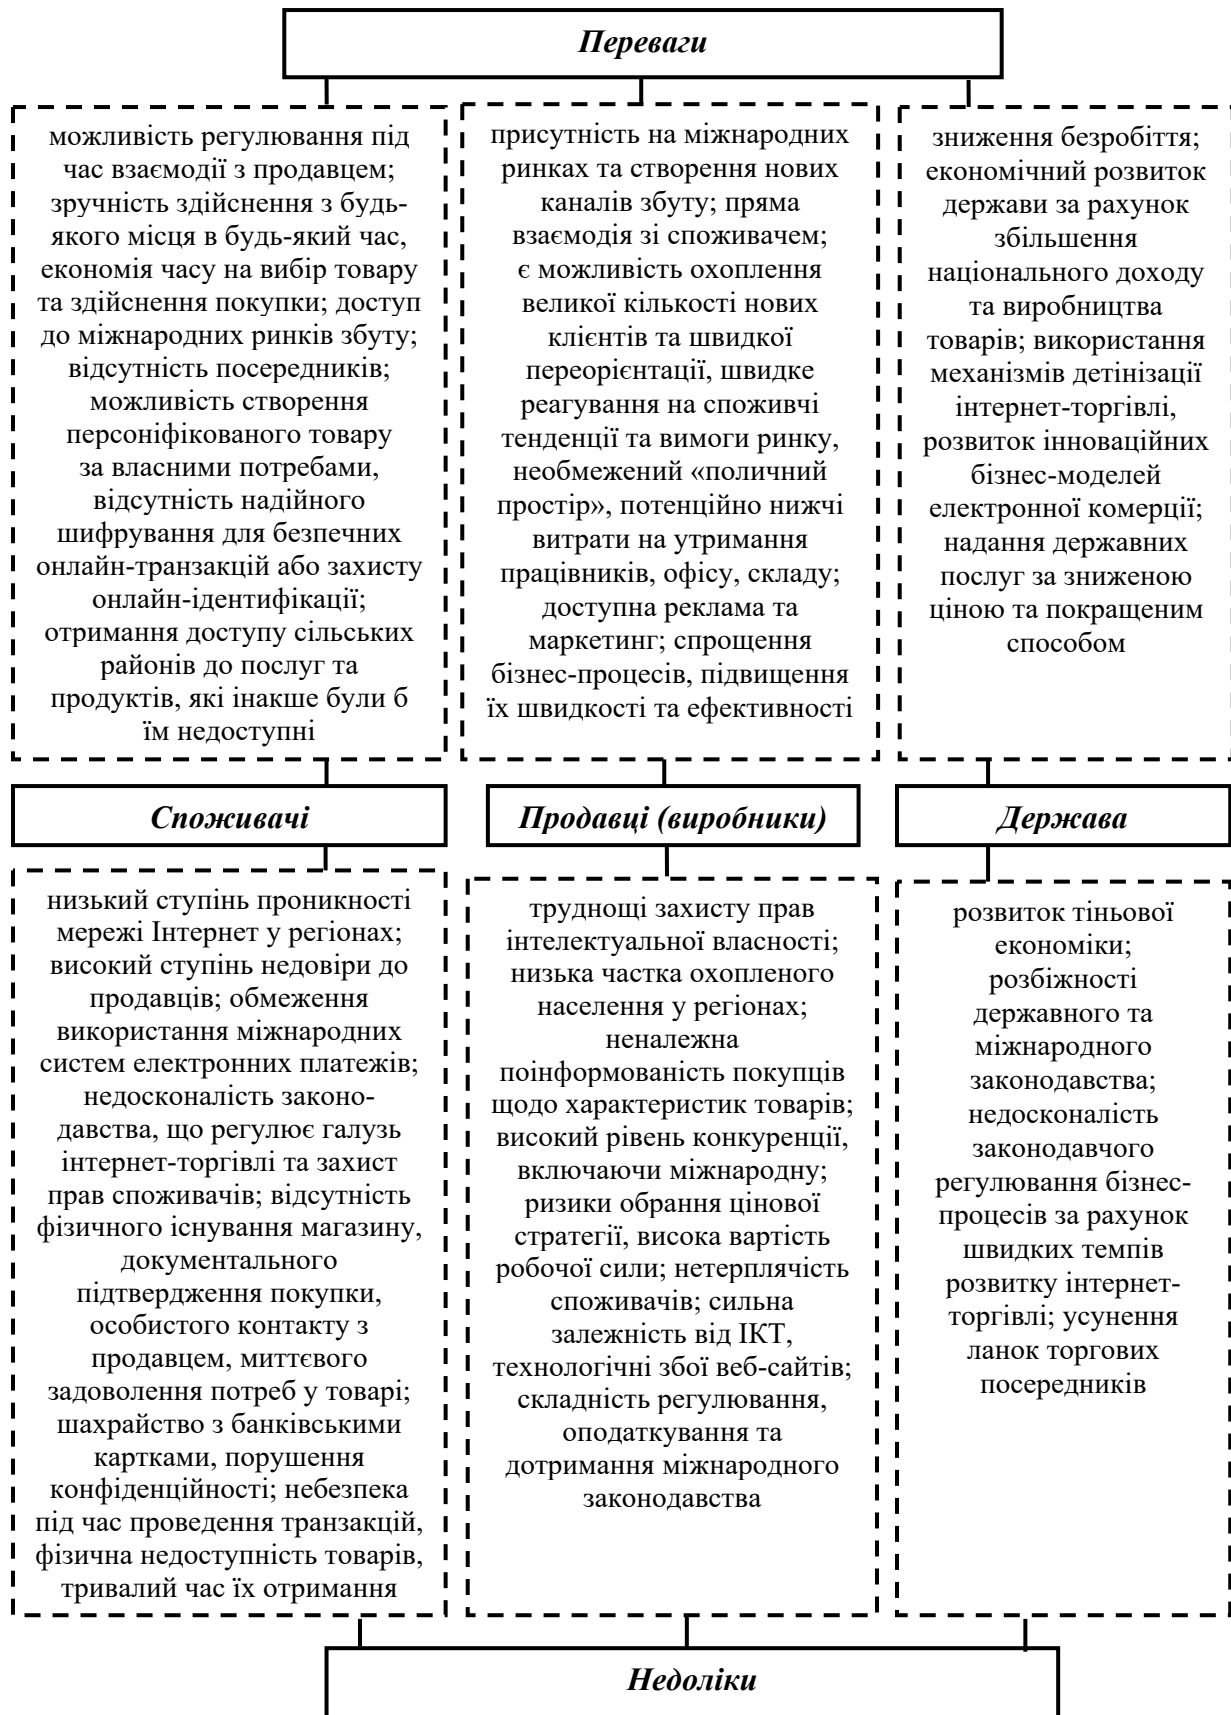 Переваги
можливість регулювання під
час взаємодії з продавцем;
зручність здійснення з будь-
якого місця в будь-який час,
економія часу на вибір товару
та здійснення покупки; доступ
до міжнародних ринків збуту;
відсутність посередників;
можливість створення
персоніфікованого товару
за власними потребами,
відсутність надійного
шифрування для безпечних
онлайн-транзакцій або захисту
онлайн-ідентифікації;
отримання доступу сільських
районів до послуг та
продуктів, які інакше були б
їм недоступні
присутність на міжнародних
ринках та створення нових
каналів збуту; пряма
взаємодія зі споживачем;
є можливість охоплення
великої кількості нових
клієнтів та швидкої
переорієнтації, швидке
реагування на споживчі
тенденції та вимоги ринку,
необмежений «поличний
простір», потенційно нижчі
витрати на утримання
працівників, офісу, складу;
доступна реклама та
маркетинг; спрощення
бізнес-процесів, підвищення
їх швидкості та ефективності
зниження безробіття;
економічний розвиток
держави за рахунок
збільшення
національного доходу
та виробництва
товарів; використання
механізмів детінізації
інтернет-торгівлі,
розвиток інноваційних
бізнес-моделей
електронної комерції;
надання державних
послуг за зниженою
ціною та покращеним
способом
Споживачі
Продавці (виробники)
Держава
низький ступінь проникності
мережі Інтернет у регіонах;
високий ступінь недовіри до
продавців; обмеження
використання міжнародних
систем електронних платежів;
недосконалість законо-
давства, що регулює галузь
інтернет-торгівлі та захист
прав споживачів; відсутність
фізичного існування магазину,
документального
підтвердження покупки,
особистого контакту з
продавцем, миттєвого
задоволення потреб у товарі;
шахрайство з банківськими
картками, порушення
конфіденційності; небезпека
під час проведення транзакцій,
фізична недоступність товарів,
тривалий час їх отримання
труднощі захисту прав
інтелектуальної власності;
низька частка охопленого
населення у регіонах;
неналежна
поінформованість покупців
щодо характеристик товарів;
високий рівень конкуренції,
включаючи міжнародну;
ризики обрання цінової
стратегії, висока вартість
робочої сили; нетерплячість
споживачів; сильна
залежність від ІКТ,
технологічні збої веб-сайтів;
складність регулювання,
оподаткування та
дотримання міжнародного
законодавства
розвиток тіньової
економіки;
розбіжності
державного та
міжнародного
законодавства;
недосконалість
законодавчого
регулювання бізнес-
процесів за рахунок
швидких темпів
розвитку інтернет-
торгівлі; усунення
ланок торгових
посередників
Недоліки